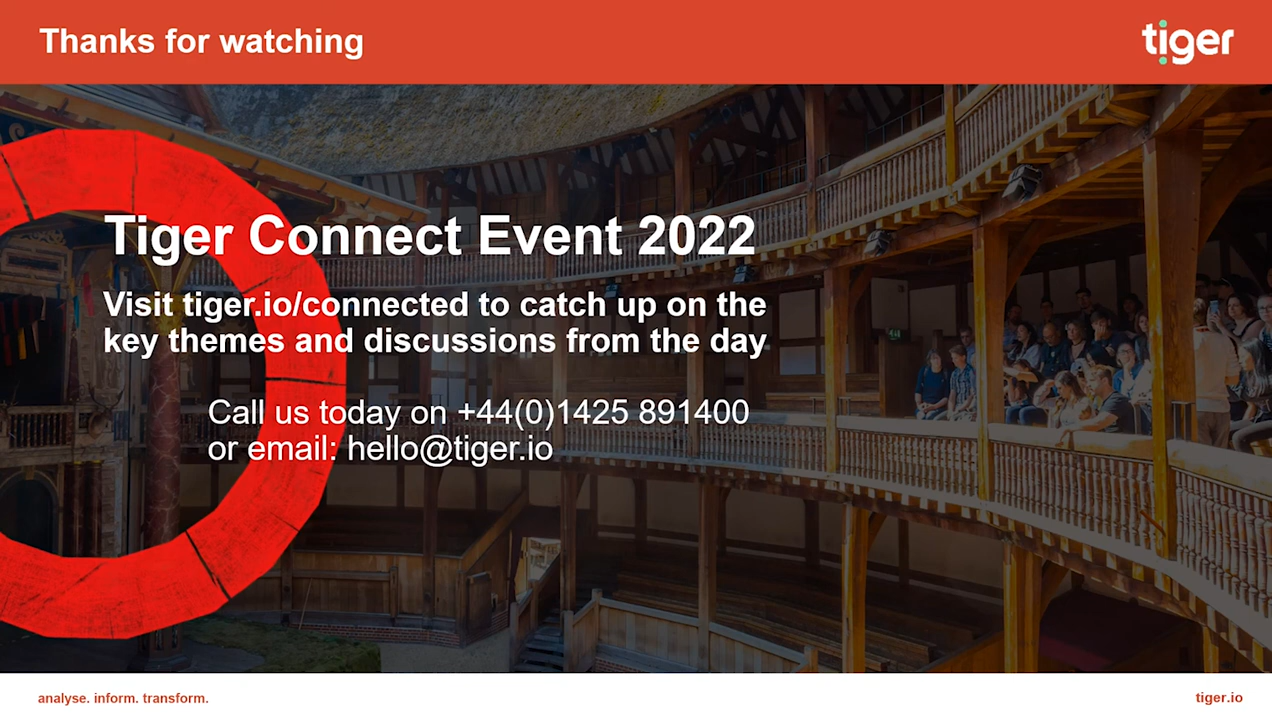 Thanks for watching
tiger
Tiger Connect Event 2022
Visit tiger.io/connected to catch up on the
key themes and discussions from the day
Call us today on +44(0)1425 891400
or email: hello@tiger.io
analyse. inform. transform.
tiger.io